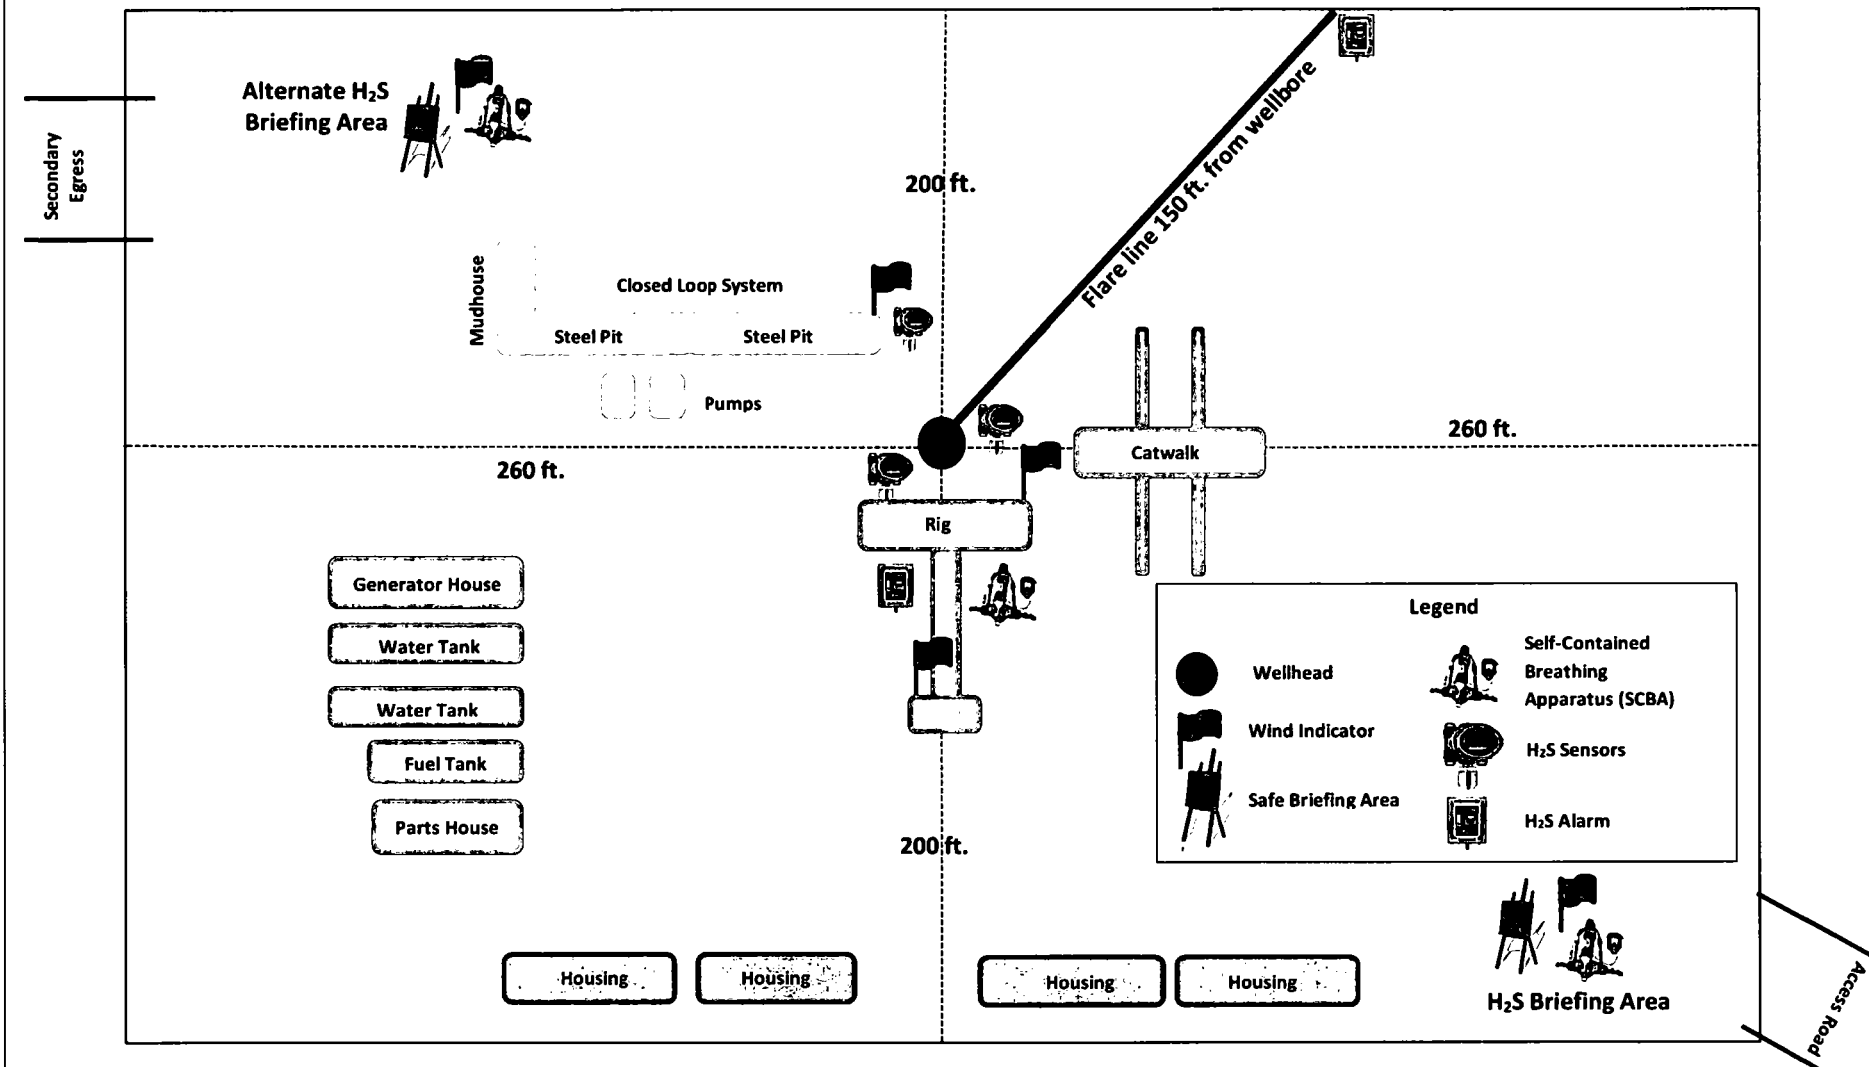 Alternate H₂S
Briefing Area
Secondary
Egress
200 ft.
Flare line 150 ft. from wellbore
Mudhouse
Closed Loop System
Steel Pit
Steel Pit
Pumps
260 ft.
260 ft.
Catwalk
Rig
Generator House
Water Tank
Water Tank
Fuel Tank
Parts House
200 ft.
Legend
Wellhead
Wind Indicator
Safe Briefing Area
Self-Contained
Breathing
Apparatus (SCBA)
H₂S Sensors
H₂S Alarm
Housing
Housing
Housing
Housing
H₂S Briefing Area
Access Road